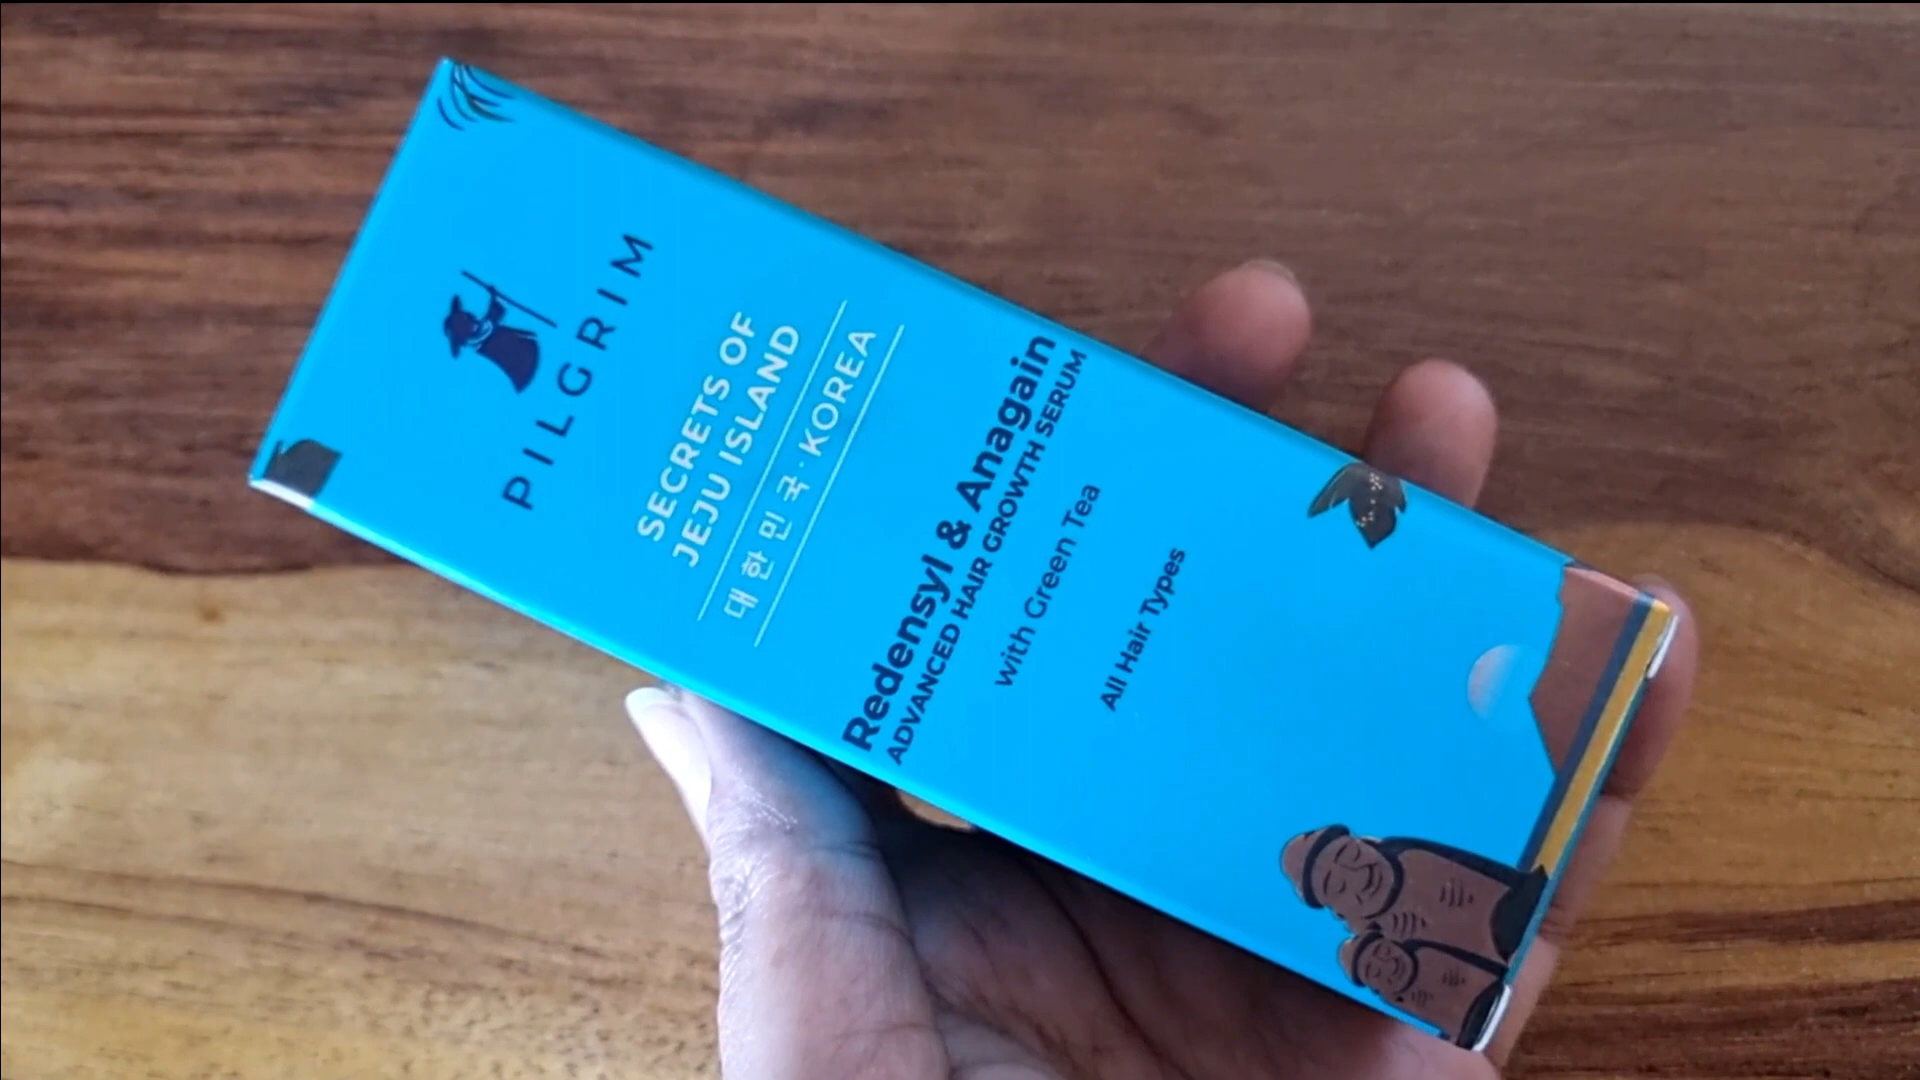 PILGRIM
SECRETS OF
JEJU ISLAND
대한민국·KOREA
Redensyl & Anagain
ADVANCED HAIR GROWTH SERUM
with Green Tea
All Hair Types